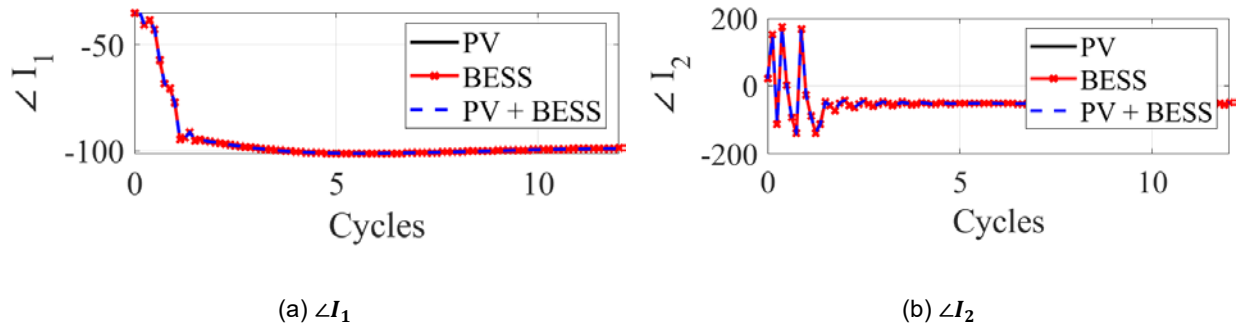 ∠ I₁
-50
-100
0
5
10
Cycles
PV
BESS
PV + BESS
∠ I₂
200
0
-200
0
5
10
Cycles
PV
BESS
PV + BESS
(a) ∠I₁
(b) ∠I₂